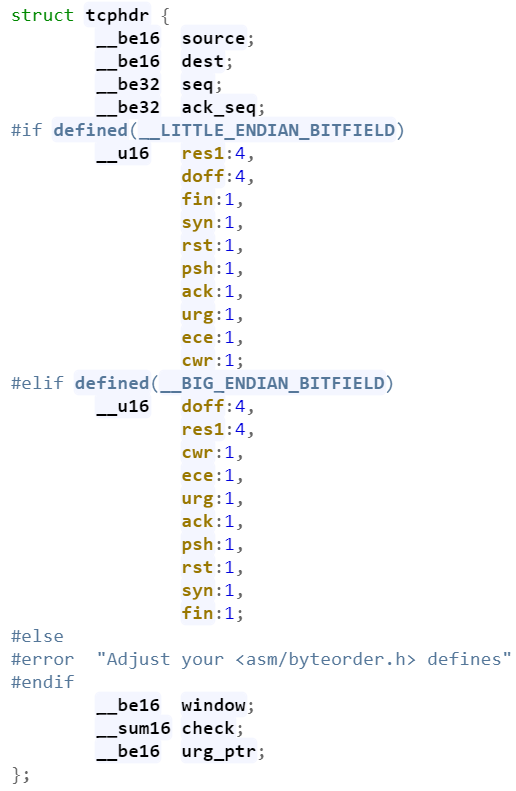 struct tcphdr {
        __be16  source;
        __be16  dest;
        __be32  seq;
        __be32  ack_seq;
#if defined(__LITTLE_ENDIAN_BITFIELD)
        __u16   res1:4,
                doff:4,
                fin:1,
                syn:1,
                rst:1,
                psh:1,
                ack:1,
                urg:1,
                ece:1,
                cwr:1;
#elif defined(__BIG_ENDIAN_BITFIELD)
        __u16   doff:4,
                res1:4,
                cwr:1,
                ece:1,
                urg:1,
                ack:1,
                psh:1,
                rst:1,
                syn:1,
                fin:1;
#else
#error  "Adjust your <asm/byteorder.h> defines"
#endif
        __be16  window;
        __sum16 check;
        __be16  urg_ptr;
};